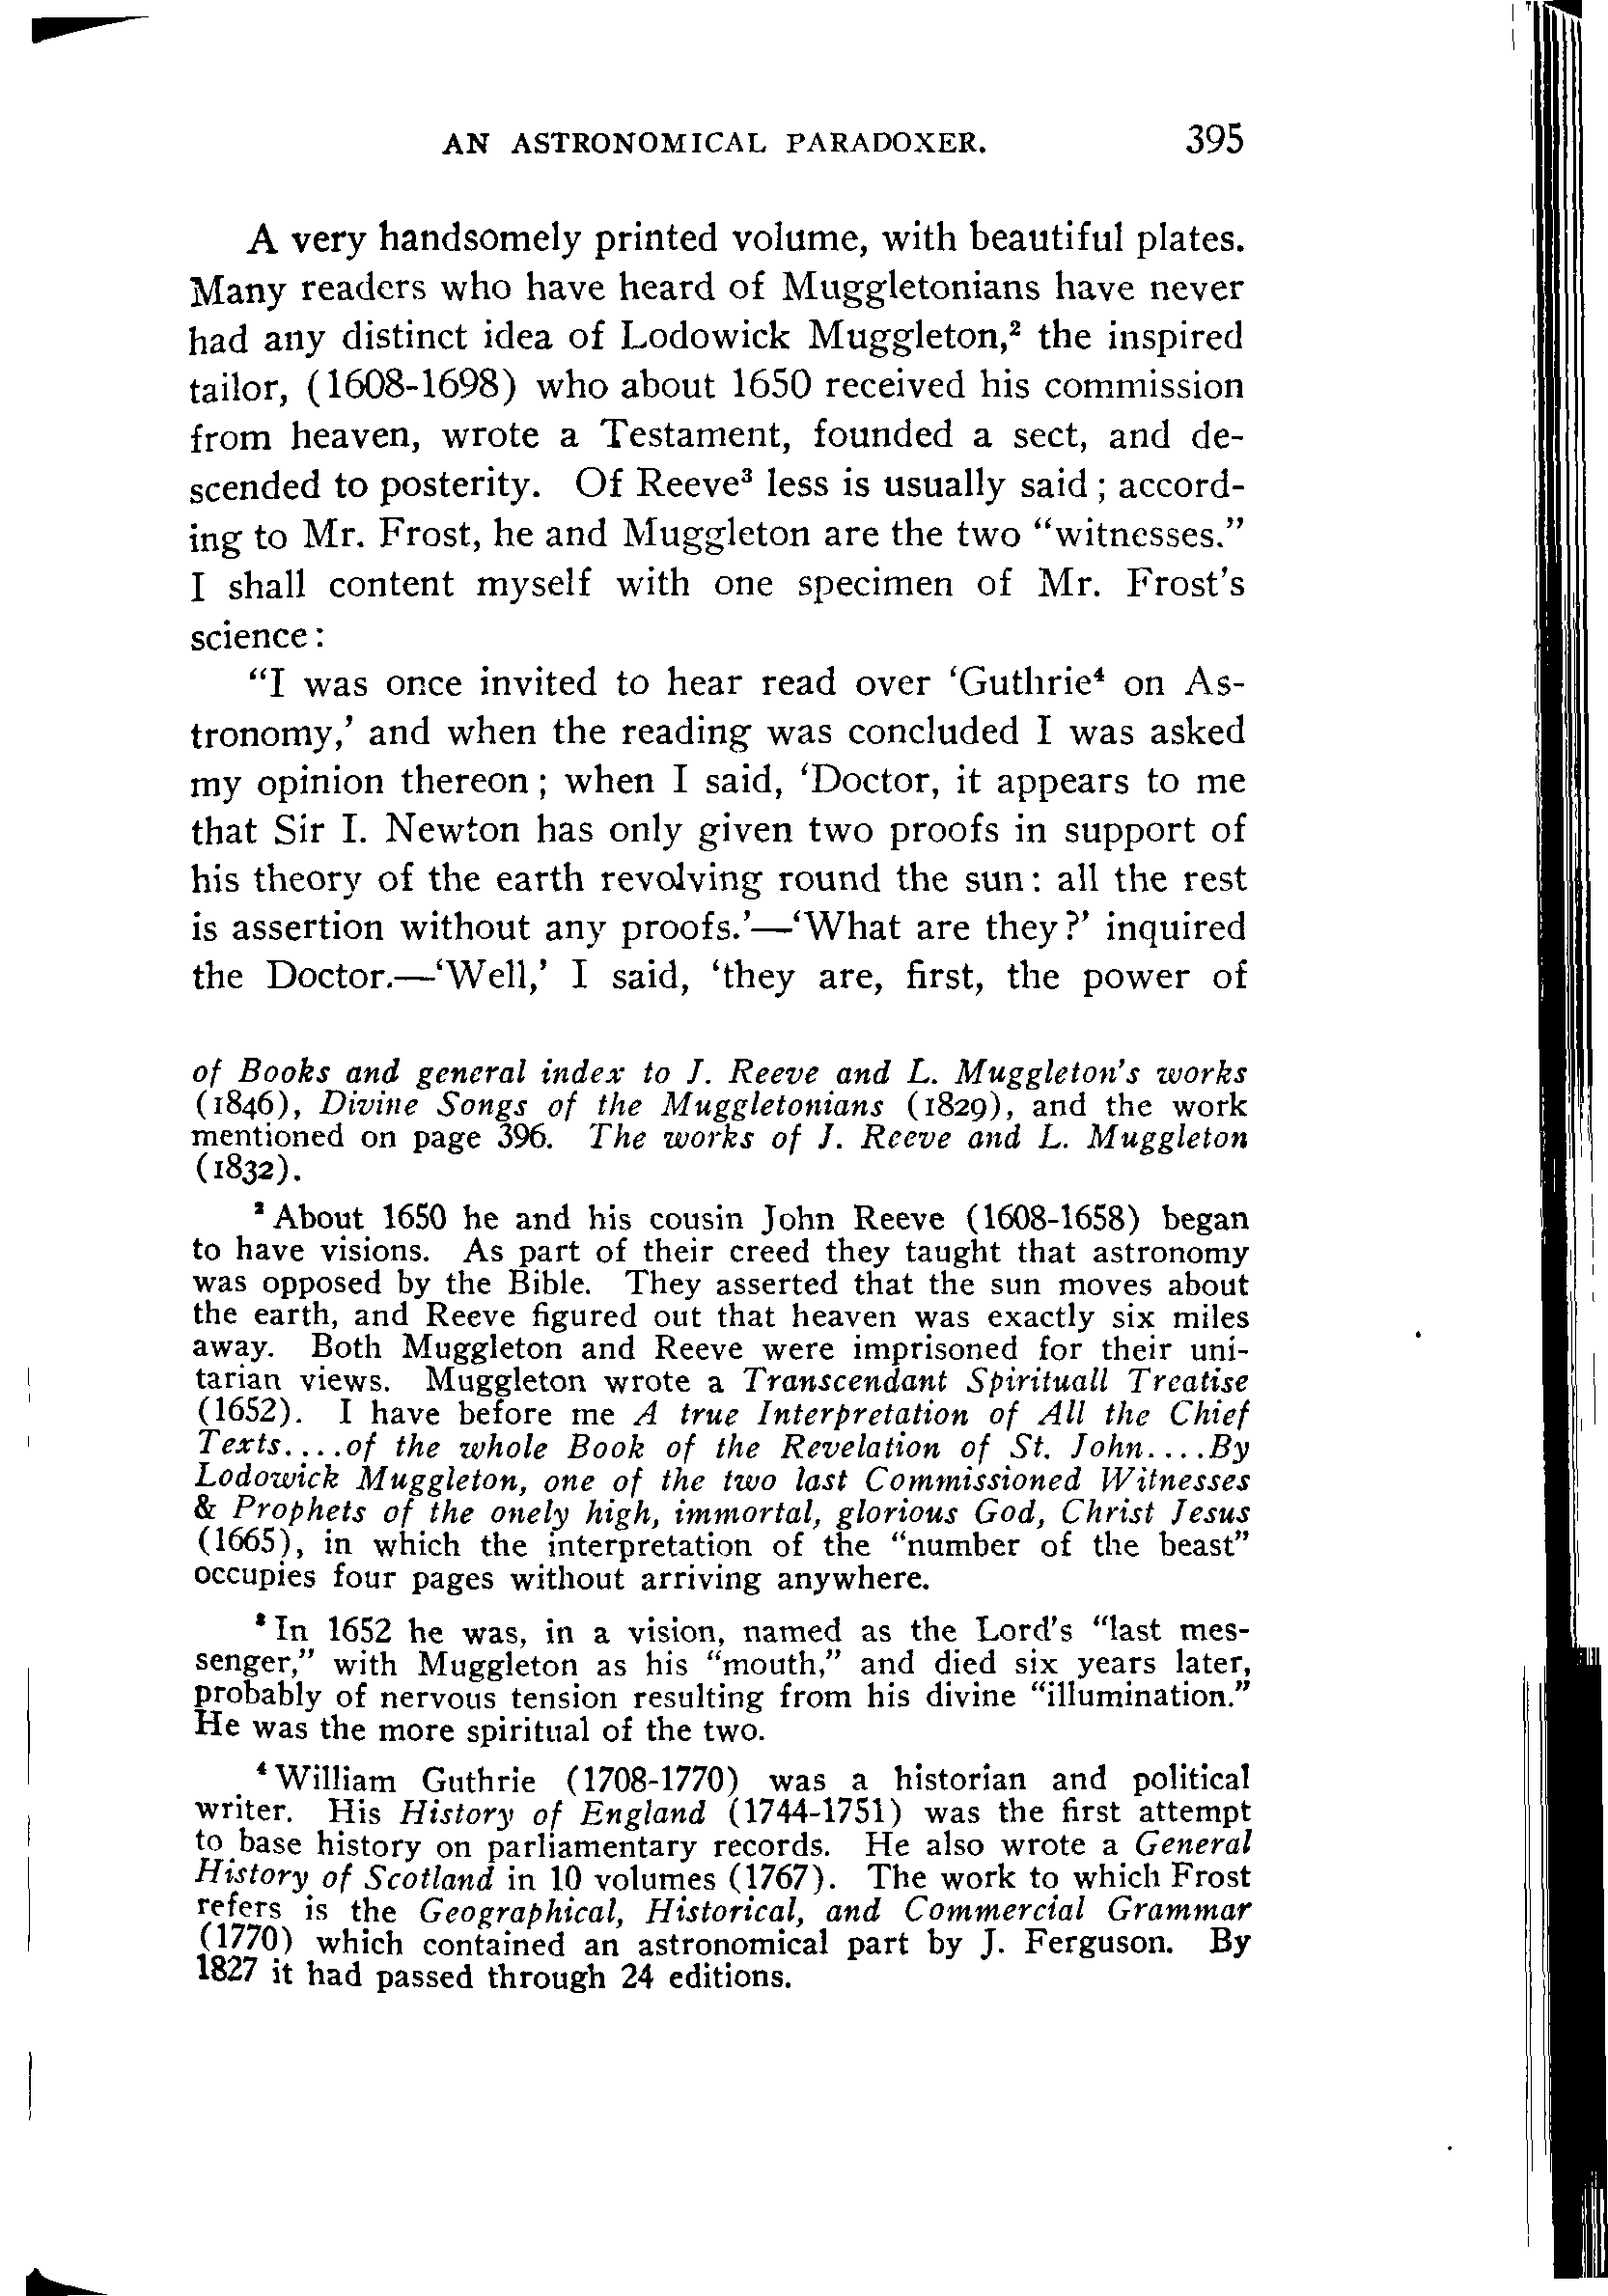 AN ASTRONOMICAL PARADOXER. 395
A very handsomely printed volume, with beautiful plates.
Many readers who have heard of Muggletonians have never
had any distinct idea of Lodowick Muggleton,² the inspired
tailor, (1608-1698) who about 1650 received his commission
from heaven, wrote a Testament, founded a sect, and de-
scended to posterity. Of Reeve³ less is usually said; accord-
ing to Mr. Frost, he and Muggleton are the two “witnesses.”
I shall content myself with one specimen of Mr. Frost's
science:
“I was once invited to hear read over ‘Guthrie⁴ on As-
tronomy,’ and when the reading was concluded I was asked
my opinion thereon; when I said, ‘Doctor, it appears to me
that Sir I. Newton has only given two proofs in support of
his theory of the earth revolving round the sun: all the rest
is assertion without any proofs.’—‘What are they?’ inquired
the Doctor.—‘Well,’ I said, ‘they are, first, the power of
of Books and general index to J. Reeve and L. Muggleton's works
(1846), Divine Songs of the Muggletonians (1829), and the work
mentioned on page 396. The works of J. Reeve and L. Muggleton
(1832).
² About 1650 he and his cousin John Reeve (1608-1658) began
to have visions. As part of their creed they taught that astronomy
was opposed by the Bible. They asserted that the sun moves about
the earth, and Reeve figured out that heaven was exactly six miles
away. Both Muggleton and Reeve were imprisoned for their uni-
tarian views. Muggleton wrote a Transcendant Spirituall Treatise
(1652). I have before me A true Interpretation of All the Chief
Texts....of the whole Book of the Revelation of St. John....By
Lodowick Muggleton, one of the two last Commissioned Witnesses
& Prophets of the onely high, immortal, glorious God, Christ Jesus
(1665), in which the interpretation of the “number of the beast”
occupies four pages without arriving anywhere.
³ In 1652 he was, in a vision, named as the Lord's “last mes-
senger,” with Muggleton as his “mouth,” and died six years later,
probably of nervous tension resulting from his divine “illumination.”
He was the more spiritual of the two.
⁴ William Guthrie (1708-1770) was a historian and political
writer. His History of England (1744-1751) was the first attempt
to base history on parliamentary records. He also wrote a General
History of Scotland in 10 volumes (1767). The work to which Frost
refers is the Geographical, Historical, and Commercial Grammar
(1770) which contained an astronomical part by J. Ferguson. By
1827 it had passed through 24 editions.